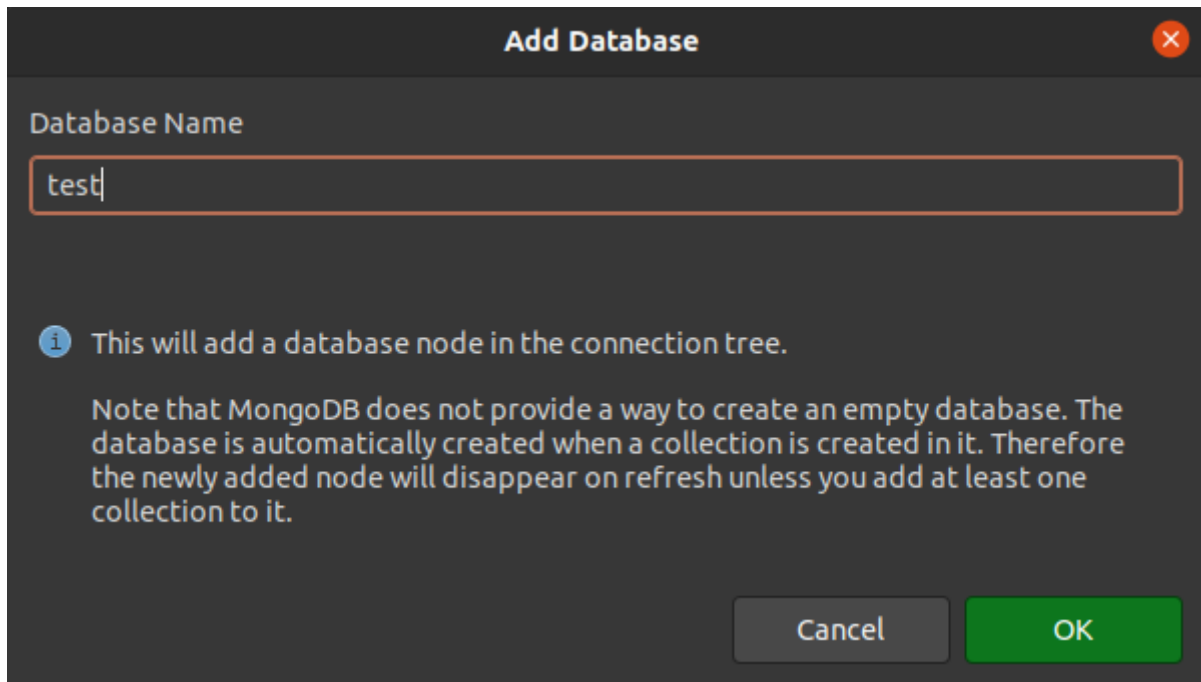 Add Database
Database Name
test
This will add a database node in the connection tree.
Note that MongoDB does not provide a way to create an empty database. The
database is automatically created when a collection is created in it. Therefore
the newly added node will disappear on refresh unless you add at least one
collection to it.
Cancel
OK